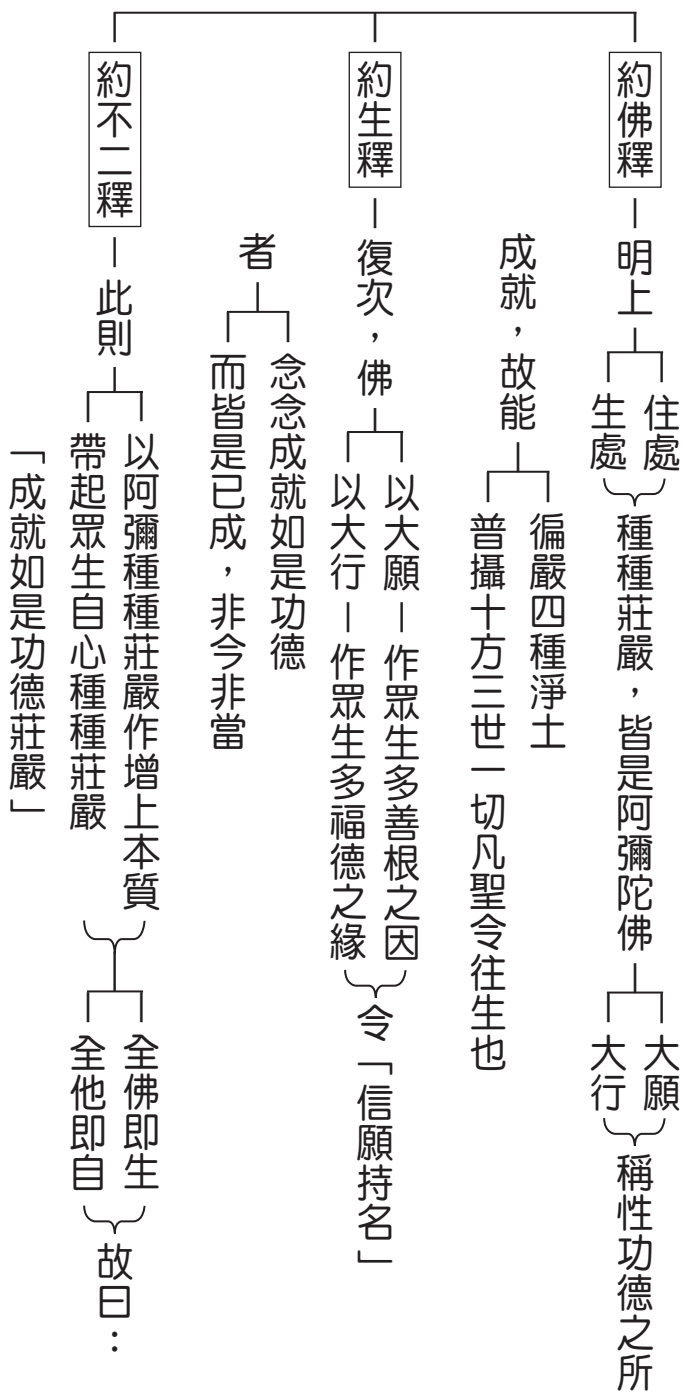 約佛釋
明上
住處
生處
種種莊嚴，皆是阿彌陀佛
大願
大行
稱性功德之所
成就，故能
徧嚴四種淨土
普攝十方三世一切凡聖令往生也
約生釋
復次，佛
以大願
作眾生多善根之因
以大行
作眾生多福德之緣
令「信願持名」
者
念念成就如是功德
而皆是已成，非今非當
約不二釋
此則
以阿彌種種莊嚴作增上本質
帶起眾生自心種種莊嚴
全佛即生
全他即自
故曰：
「成就如是功德莊嚴」